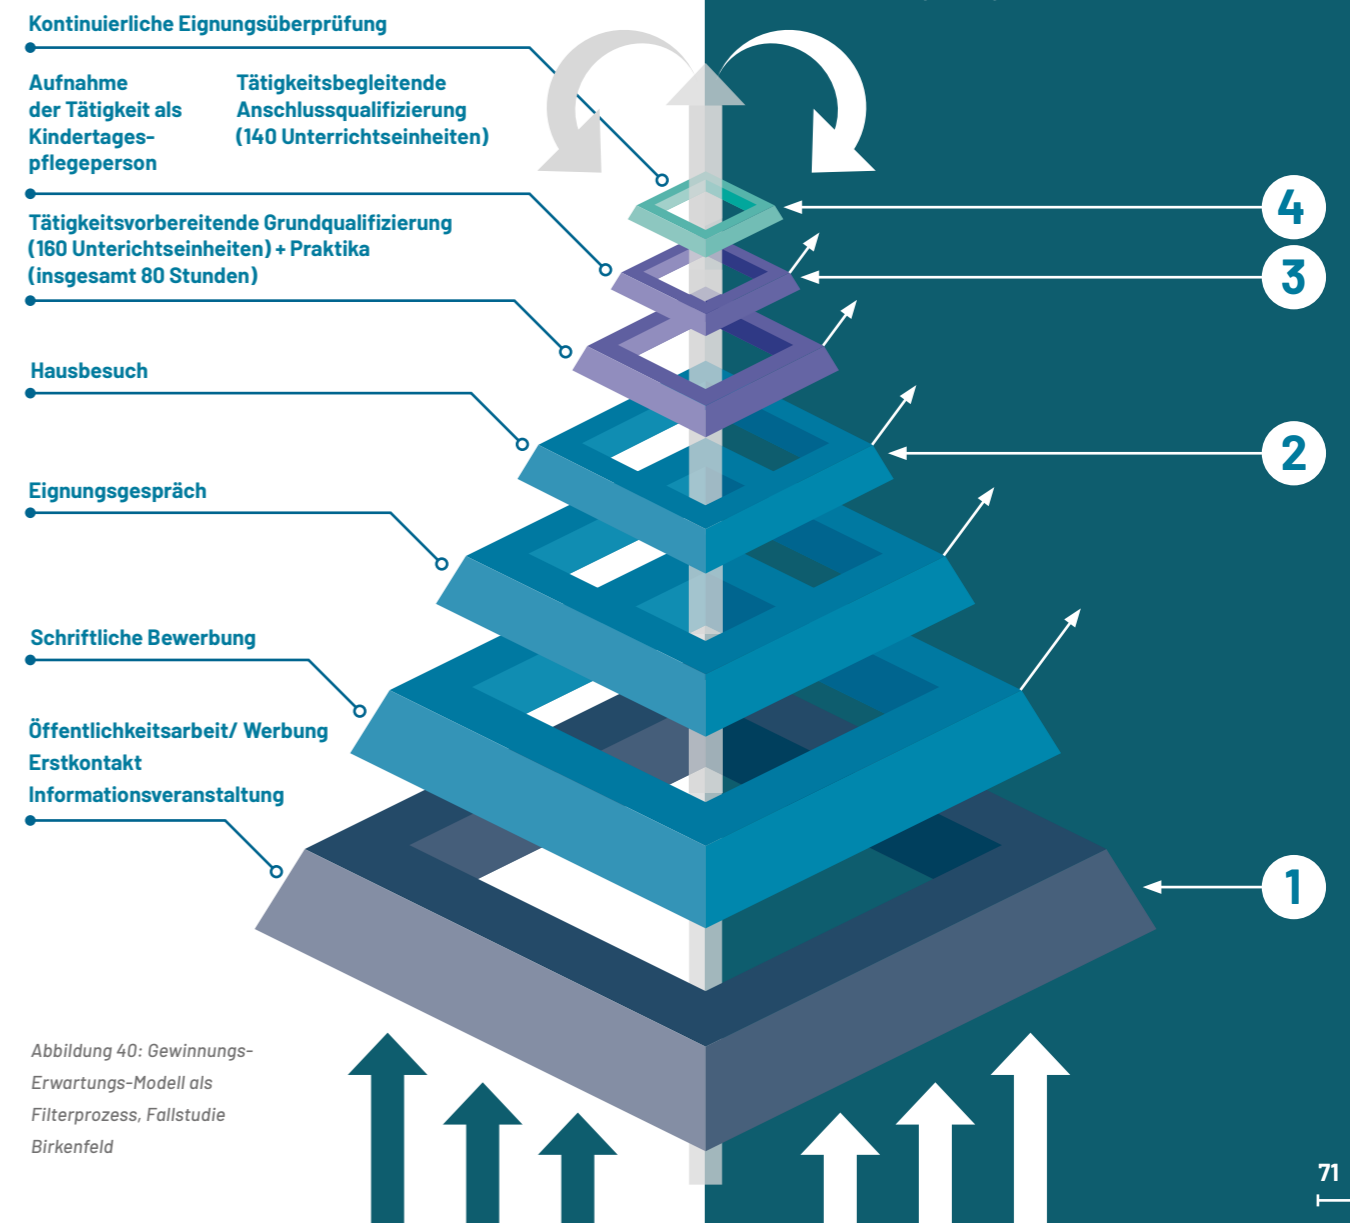 Kontinuierliche Eignungsüberprüfung
Aufnahme
der Tätigkeit als
Kindertages-
pflegeperson
Tätigkeitsbegleitende
Anschlussqualifizierung
(140 Unterrichtseinheiten)
Tätigkeitsvorbereitende Grundqualifizierung
(160 Unterichtseinheiten) + Praktika
(insgesamt 80 Stunden)
Hausbesuch
Eignungsgespräch
Schriftliche Bewerbung
Öffentlichkeitsarbeit/ Werbung
Erstkontakt
Informationsveranstaltung
4
3
2
1
Abbildung 40: Gewinnungs-
Erwartungs-Modell als
Filterprozess, Fallstudie
Birkenfeld
71